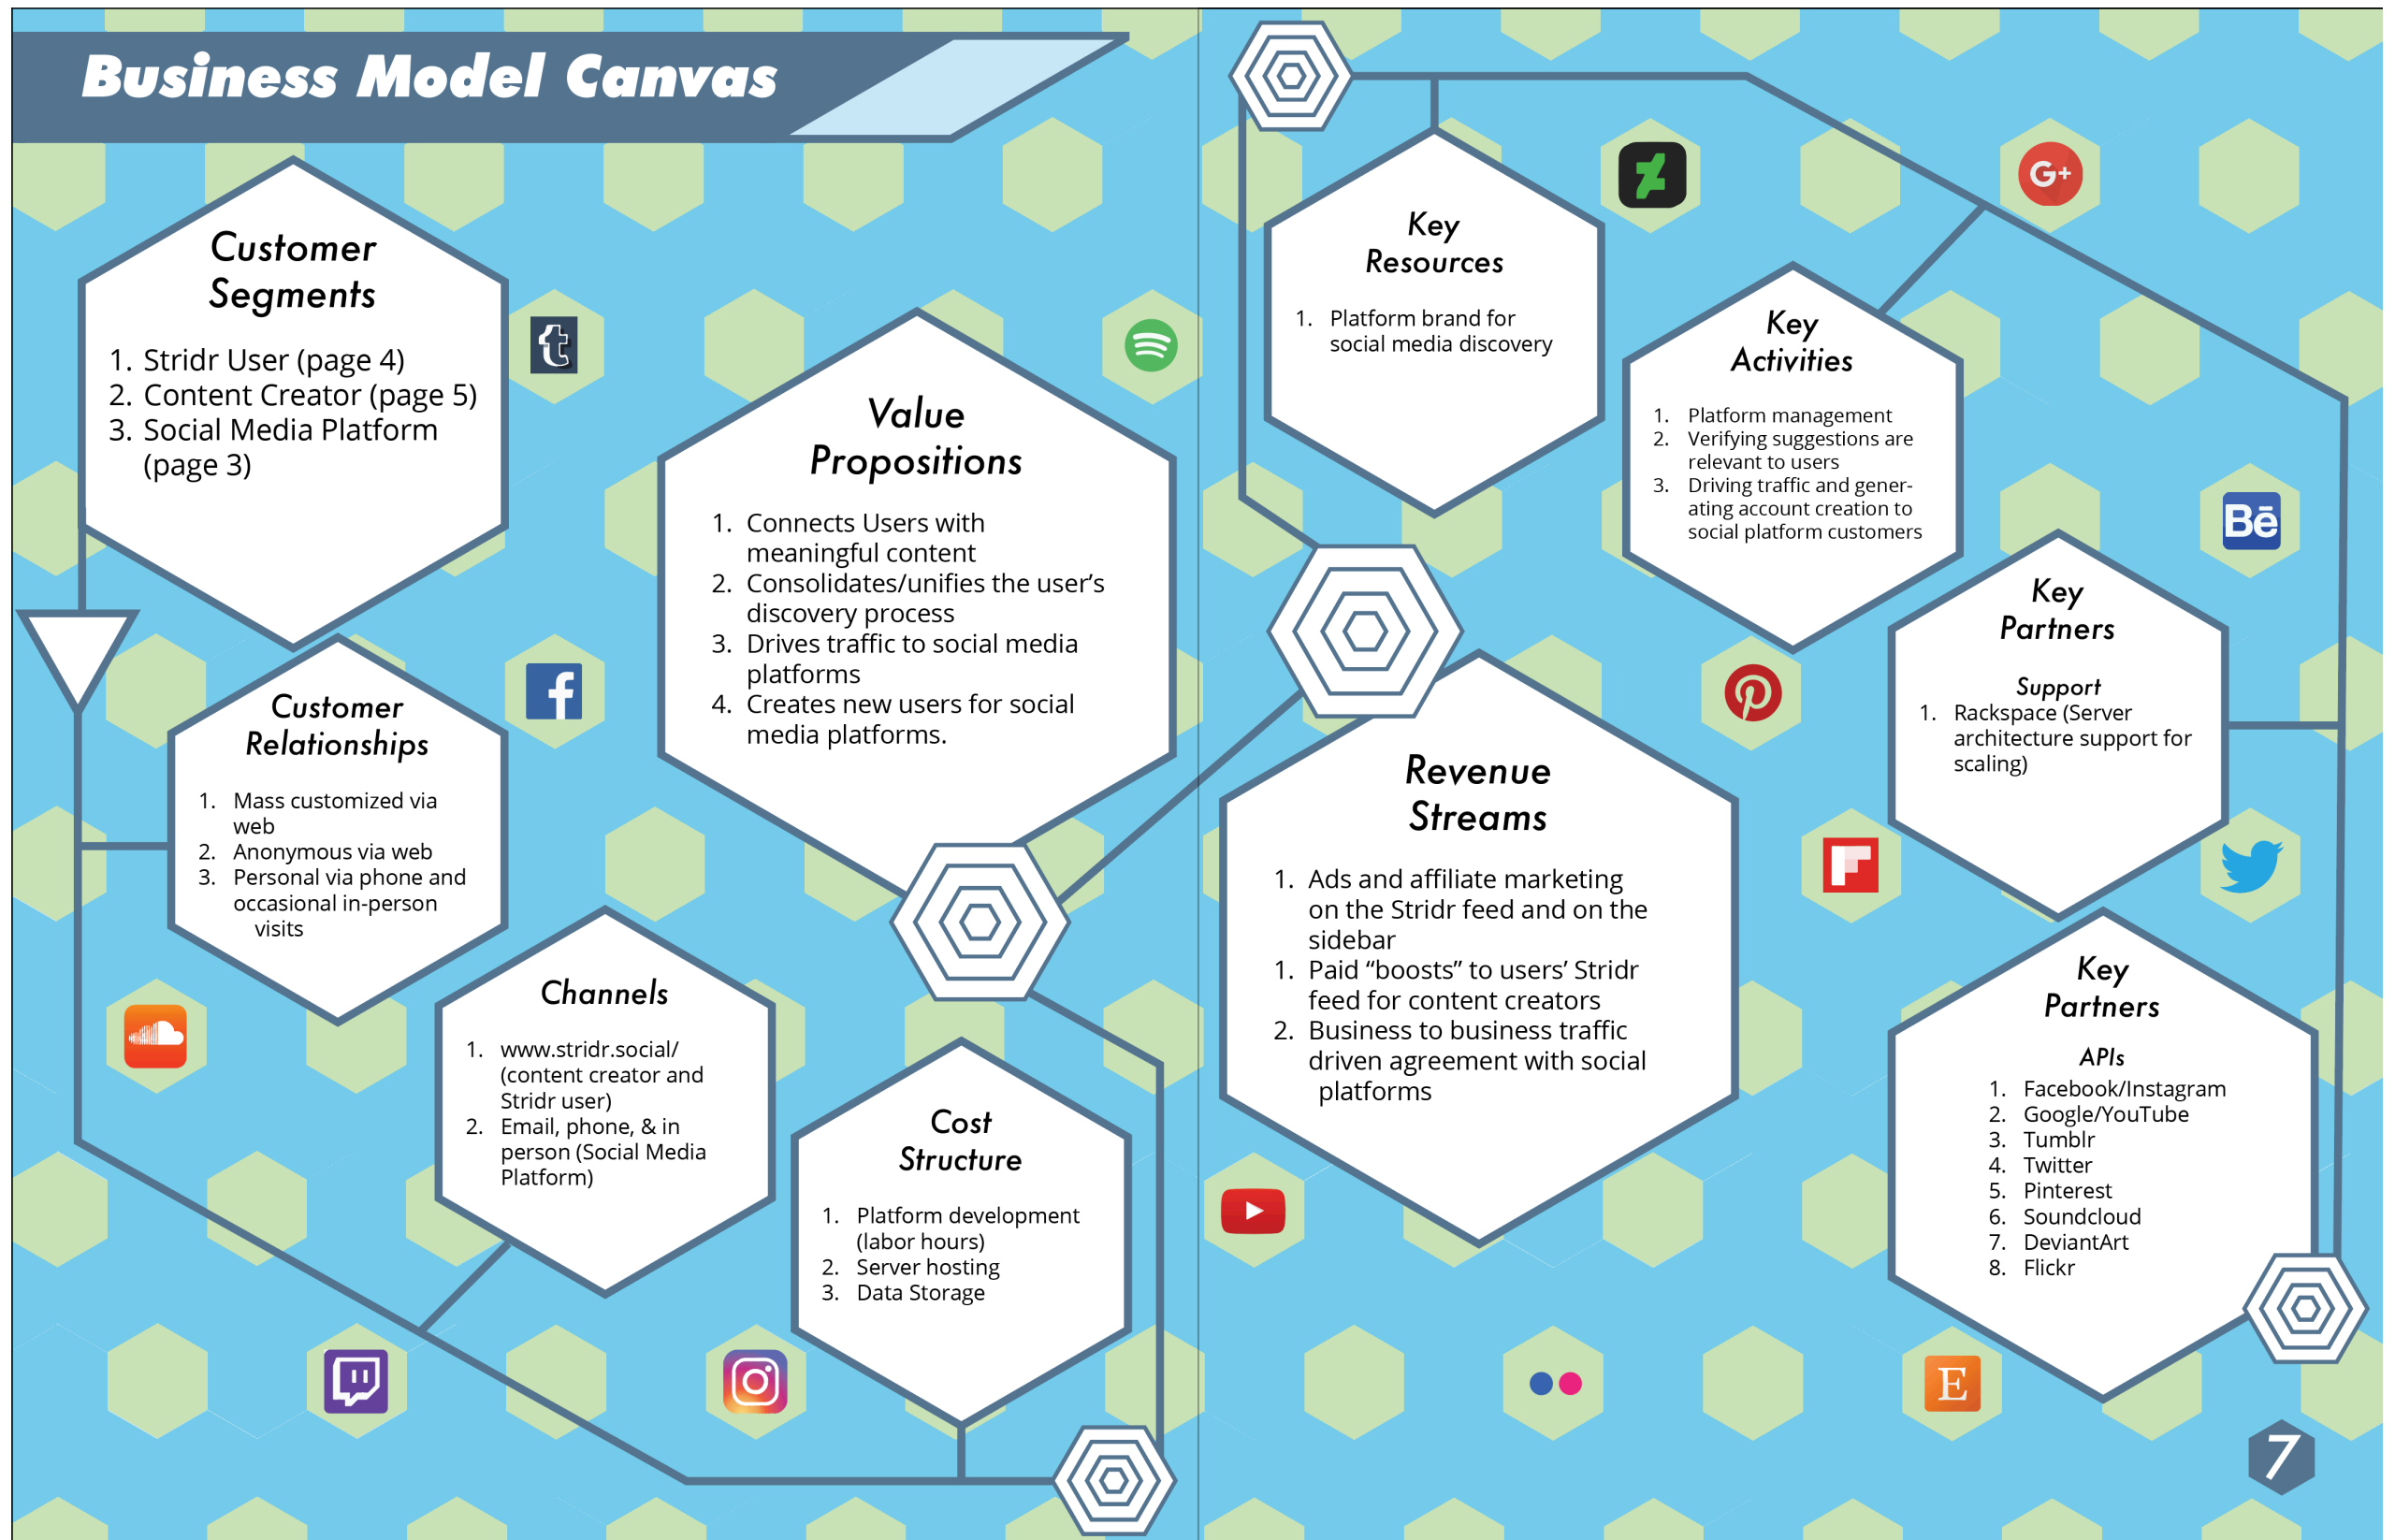 Business Model Canvas
Customer
Segments
1. Stridr User (page 4)
2. Content Creator (page 5)
3. Social Media Platform
(page 3)
t
Value
Propositions
1. Connects Users with
meaningful content
2. Consolidates/unifies the user’s
discovery process
3. Drives traffic to social media
platforms
4. Creates new users for social
media platforms.
f
Customer
Relationships
1. Mass customized via
web
2. Anonymous via web
3. Personal via phone and
occasional in-person
visits
Channels
1. www.stridr.social/
(content creator and
Stridr user)
2. Email, phone, & in
person (Social Media
Platform)
Cost
Structure
1. Platform development
(labor hours)
2. Server hosting
3. Data Storage
Key
Resources
1. Platform brand for
social media discovery
G+
Key
Activities
1. Platform management
2. Verifying suggestions are
relevant to users
3. Driving traffic and gener-
ating account creation to
social platform customers
Bē
Key
Partners
Support
1. Rackspace (Server
architecture support for
scaling)
Revenue
Streams
1. Ads and affiliate marketing
on the Stridr feed and on the
sidebar
1. Paid “boosts” to users’ Stridr
feed for content creators
2. Business to business traffic
driven agreement with social
platforms
Key
Partners
APIs
1. Facebook/Instagram
2. Google/YouTube
3. Tumblr
4. Twitter
5. Pinterest
6. Soundcloud
7. DeviantArt
8. Flickr
E
7